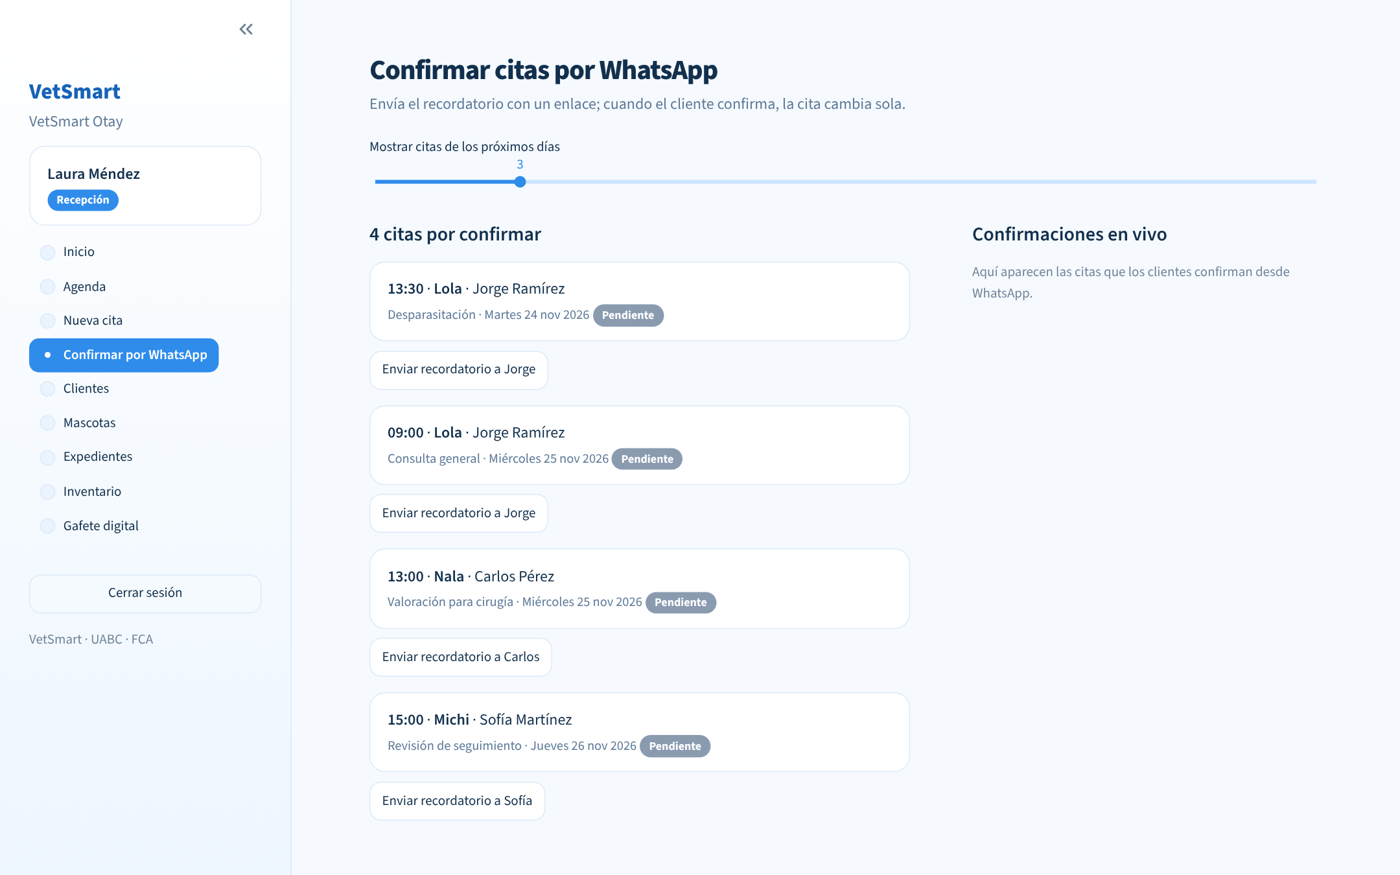 VetSmart
VetSmart Otay
Laura Méndez
Recepción
Inicio
Agenda
Nueva cita
Confirmar por WhatsApp
Clientes
Mascotas
Expedientes
Inventario
Gafete digital
Cerrar sesión
VetSmart · UABC · FCA
Confirmar citas por WhatsApp
Envía el recordatorio con un enlace; cuando el cliente confirma, la cita cambia sola.
Mostrar citas de los próximos días
3
4 citas por confirmar
13:30 · Lola · Jorge Ramírez
Desparasitación · Martes 24 nov 2026 Pendiente
Enviar recordatorio a Jorge
09:00 · Lola · Jorge Ramírez
Consulta general · Miércoles 25 nov 2026 Pendiente
Enviar recordatorio a Jorge
13:00 · Nala · Carlos Pérez
Valoración para cirugía · Miércoles 25 nov 2026 Pendiente
Enviar recordatorio a Carlos
15:00 · Michi · Sofía Martínez
Revisión de seguimiento · Jueves 26 nov 2026 Pendiente
Enviar recordatorio a Sofía
Confirmaciones en vivo
Aquí aparecen las citas que los clientes confirman desde
WhatsApp.